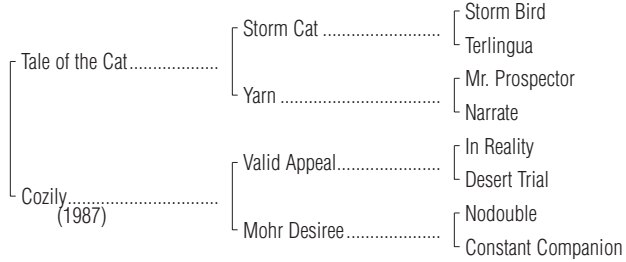 Storm Bird
Storm Cat ......................
Terlingua
Tale of the Cat.................
Mr. Prospector
Yarn ..............................
Narrate
In Reality
Valid Appeal...................
Desert Trial
Cozily............................
(1987)
Nodouble
Mohr Desiree .................
Constant Companion